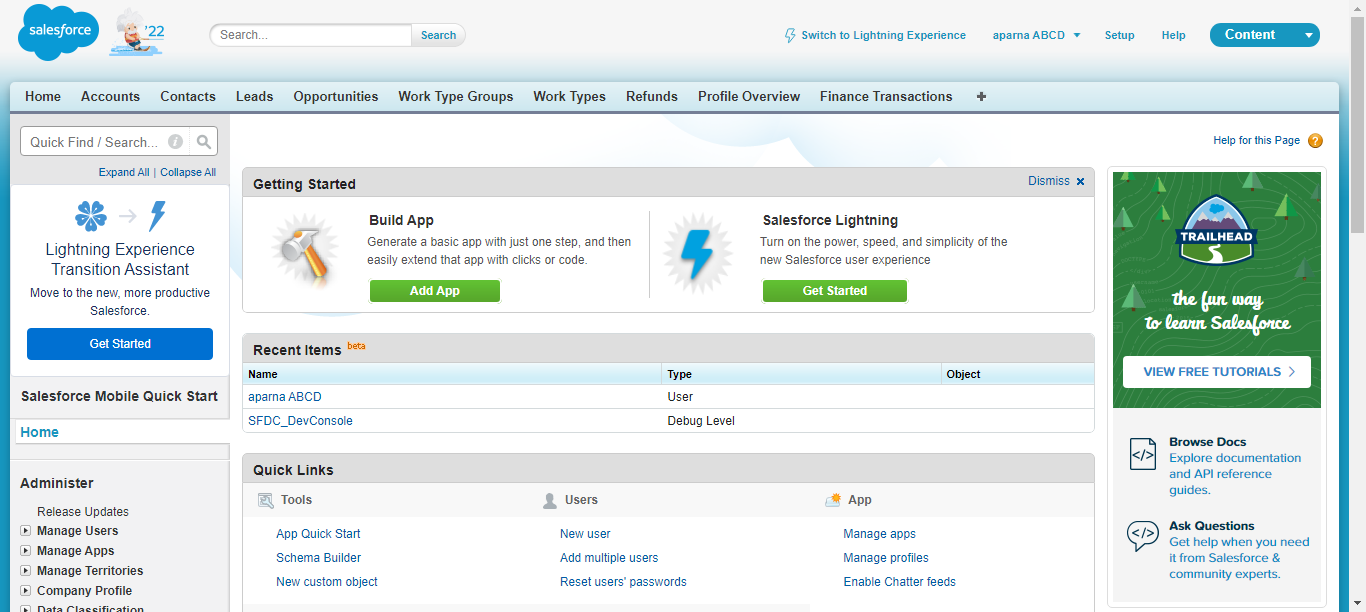 salesforce
'22
Search...
Search
Switch to Lightning Experience
aparna ABCD
Setup
Help
Content
Home
Accounts
Contacts
Leads
Opportunities
Work Type Groups
Work Types
Refunds
Profile Overview
Finance Transactions
+
Quick Find / Search...
i
Expand All | Collapse All
Lightning Experience
Transition Assistant
Move to the new, more productive
Salesforce.
Get Started
Salesforce Mobile Quick Start
Home
Administer
Release Updates
Manage Users
Manage Apps
Manage Territories
Company Profile
Data Classification
Help for this Page ?
Getting Started
Dismiss x
Build App
Generate a basic app with just one step, and then
easily extend that app with clicks or code.
Add App
Salesforce Lightning
Turn on the power, speed, and simplicity of the
new Salesforce user experience
Get Started
Recent Items beta
Name Type Object
aparna ABCD User
SFDC_DevConsole Debug Level
Quick Links
Tools
Users
App
App Quick Start
New user
Manage apps
Schema Builder
Add multiple users
Manage profiles
New custom object
Reset users' passwords
Enable Chatter feeds
TRAILHEAD
the fun way
to learn Salesforce
VIEW FREE TUTORIALS >
</>
Browse Docs
Explore documentation
and API reference
guides.
</>
Ask Questions
Get help when you need
it from Salesforce &
community experts.